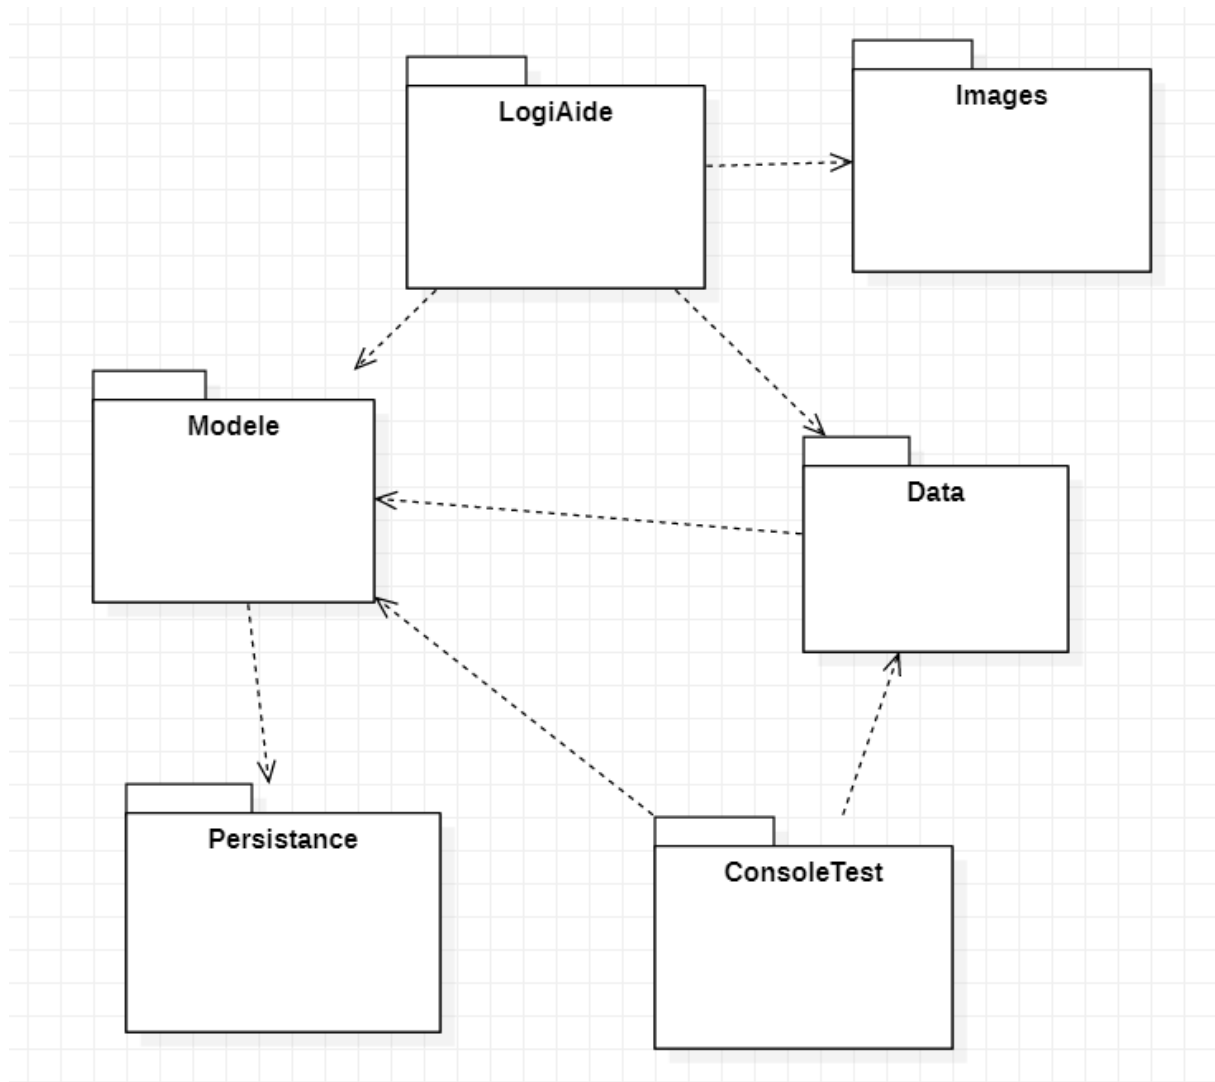 LogiAide
Images
Modele
Data
Persistance
ConsoleTest